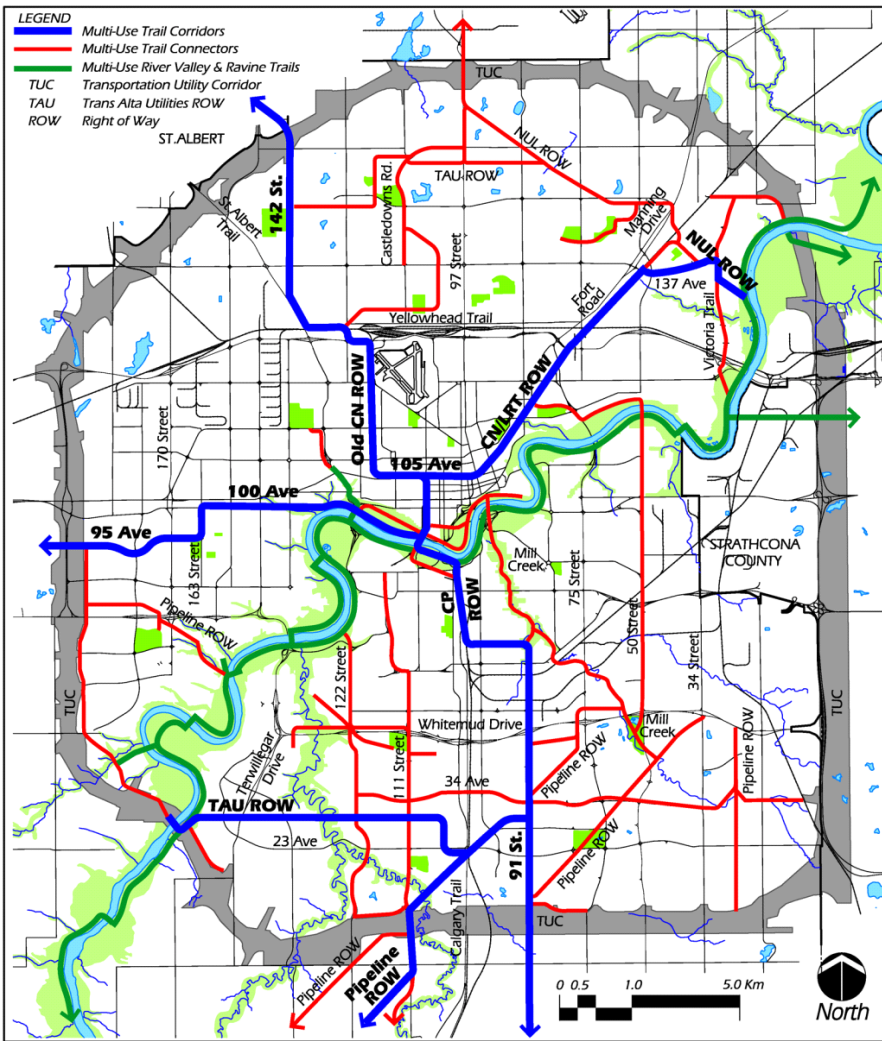 LEGEND
Multi-Use Trail Corridors
Multi-Use Trail Connectors
Multi-Use River Valley & Ravine Trails
TUC Transportation Utility Corridor
TAU Trans Alta Utilities ROW
ROW Right of Way
TUC
ST.ALBERT
NUL ROW
TAU ROW
142 St.
St.Albert
Trail
Castledowns Rd.
97 Street
Manning
Drive
NUL ROW
137 Ave
Fort
Road
Yellowhead Trail
Victoria Trail
Old CN ROW
CN/LRT ROW
170 Street
105 Ave
100 Ave
95 Ave
163 Street
Mill
Creek
75 Street
STRATHCONA
COUNTY
CP
ROW
50 Street
34 Street
Pipeline ROW
122 Street
TUC
TUC
Whitemud Drive
Mill
Creek
111 Street
Terwillegar
Drive
Pipeline ROW
Pipeline ROW
34 Ave
TAU ROW
23 Ave
91 St.
Pipeline ROW
Calgary Trail
TUC
Pipeline ROW
Pipeline
ROW
0 0.5 1.0 5.0 Km
North